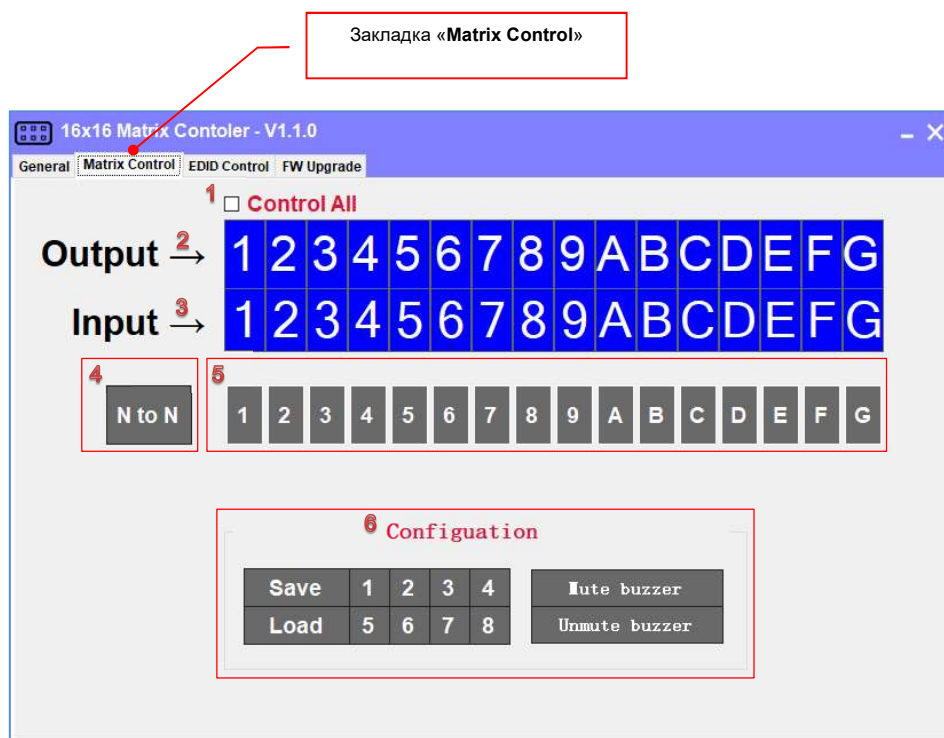 Закладка «Matrix Control»
16x16 Matrix Contoler - V1.1.0
General Matrix Control EDID Control FW Upgrade
1 Control All
Output 2 → 1 2 3 4 5 6 7 8 9 A B C D E F G
Input 3 → 1 2 3 4 5 6 7 8 9 A B C D E F G
4 5
N to N 1 2 3 4 5 6 7 8 9 A B C D E F G
6 Configuation
Save 1 2 3 4 Mute buzzer
Load 5 6 7 8 Unmute buzzer